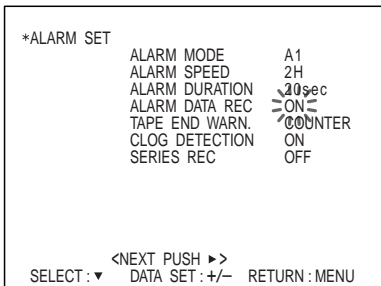 *ALARM SET
ALARM MODE A1
ALARM SPEED 2H
ALARM DURATION 20sec
ALARM DATA REC ON
TAPE END WARN. COUNTER
CLOG DETECTION ON
SERIES REC OFF
<NEXT PUSH ►>
SELECT : ▼ DATA SET : +/− RETURN : MENU